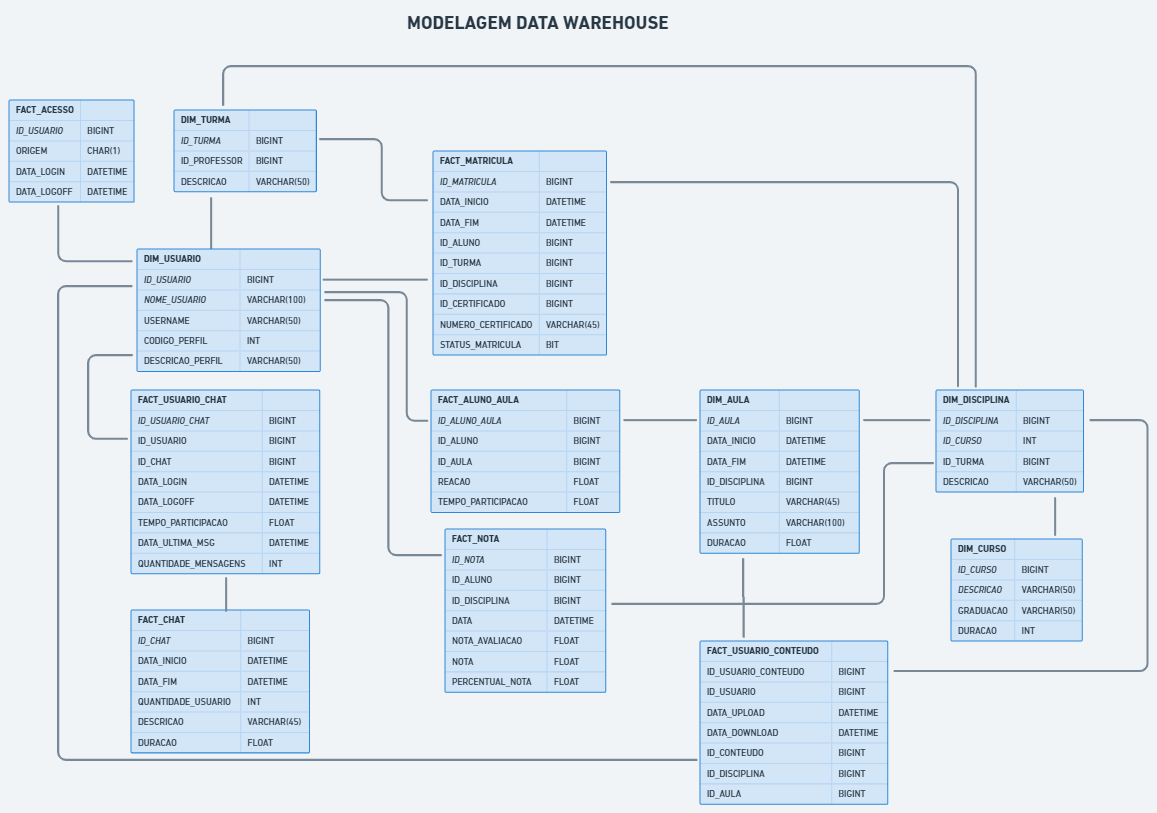 MODELAGEM DATA WAREHOUSE
FACT_ACESSO
ID_USUARIO BIGINT
ORIGEM CHAR(1)
DATA_LOGIN DATETIME
DATA_LOGOFF DATETIME
DIM_TURMA
ID_TURMA BIGINT
ID_PROFESSOR BIGINT
DESCRICAO VARCHAR(50)
FACT_MATRICULA
ID_MATRICULA BIGINT
DATA_INICIO DATETIME
DATA_FIM DATETIME
ID_ALUNO BIGINT
ID_TURMA BIGINT
ID_DISCIPLINA BIGINT
ID_CERTIFICADO BIGINT
NUMERO_CERTIFICADO VARCHAR(45)
STATUS_MATRICULA BIT
DIM_USUARIO
ID_USUARIO BIGINT
NOME_USUARIO VARCHAR(100)
USERNAME VARCHAR(50)
CODIGO_PERFIL INT
DESCRICAO_PERFIL VARCHAR(50)
FACT_USUARIO_CHAT
ID_USUARIO_CHAT BIGINT
ID_USUARIO BIGINT
ID_CHAT BIGINT
DATA_LOGIN DATETIME
DATA_LOGOFF DATETIME
TEMPO_PARTICIPACAO FLOAT
DATA_ULTIMA_MSG DATETIME
QUANTIDADE_MENSAGENS INT
FACT_ALUNO_AULA
ID_ALUNO_AULA BIGINT
ID_ALUNO BIGINT
ID_AULA BIGINT
REACAO FLOAT
TEMPO_PARTICIPACAO FLOAT
DIM_AULA
ID_AULA BIGINT
DATA_INICIO DATETIME
DATA_FIM DATETIME
ID_DISCIPLINA BIGINT
TITULO VARCHAR(45)
ASSUNTO VARCHAR(100)
DURACAO FLOAT
DIM_DISCIPLINA
ID_DISCIPLINA BIGINT
ID_CURSO INT
ID_TURMA BIGINT
DESCRICAO VARCHAR(50)
FACT_NOTA
ID_NOTA BIGINT
ID_ALUNO BIGINT
ID_DISCIPLINA BIGINT
DATA DATETIME
NOTA_AVALIACAO FLOAT
NOTA FLOAT
PERCENTUAL_NOTA FLOAT
DIM_CURSO
ID_CURSO BIGINT
DESCRICAO VARCHAR(50)
GRADUACAO VARCHAR(50)
DURACAO INT
FACT_CHAT
ID_CHAT BIGINT
DATA_INICIO DATETIME
DATA_FIM DATETIME
QUANTIDADE_USUARIO INT
DESCRICAO VARCHAR(45)
DURACAO FLOAT
FACT_USUARIO_CONTEUDO
ID_USUARIO_CONTEUDO BIGINT
ID_USUARIO BIGINT
DATA_UPLOAD DATETIME
DATA_DOWNLOAD DATETIME
ID_CONTEUDO BIGINT
ID_DISCIPLINA BIGINT
ID_AULA BIGINT